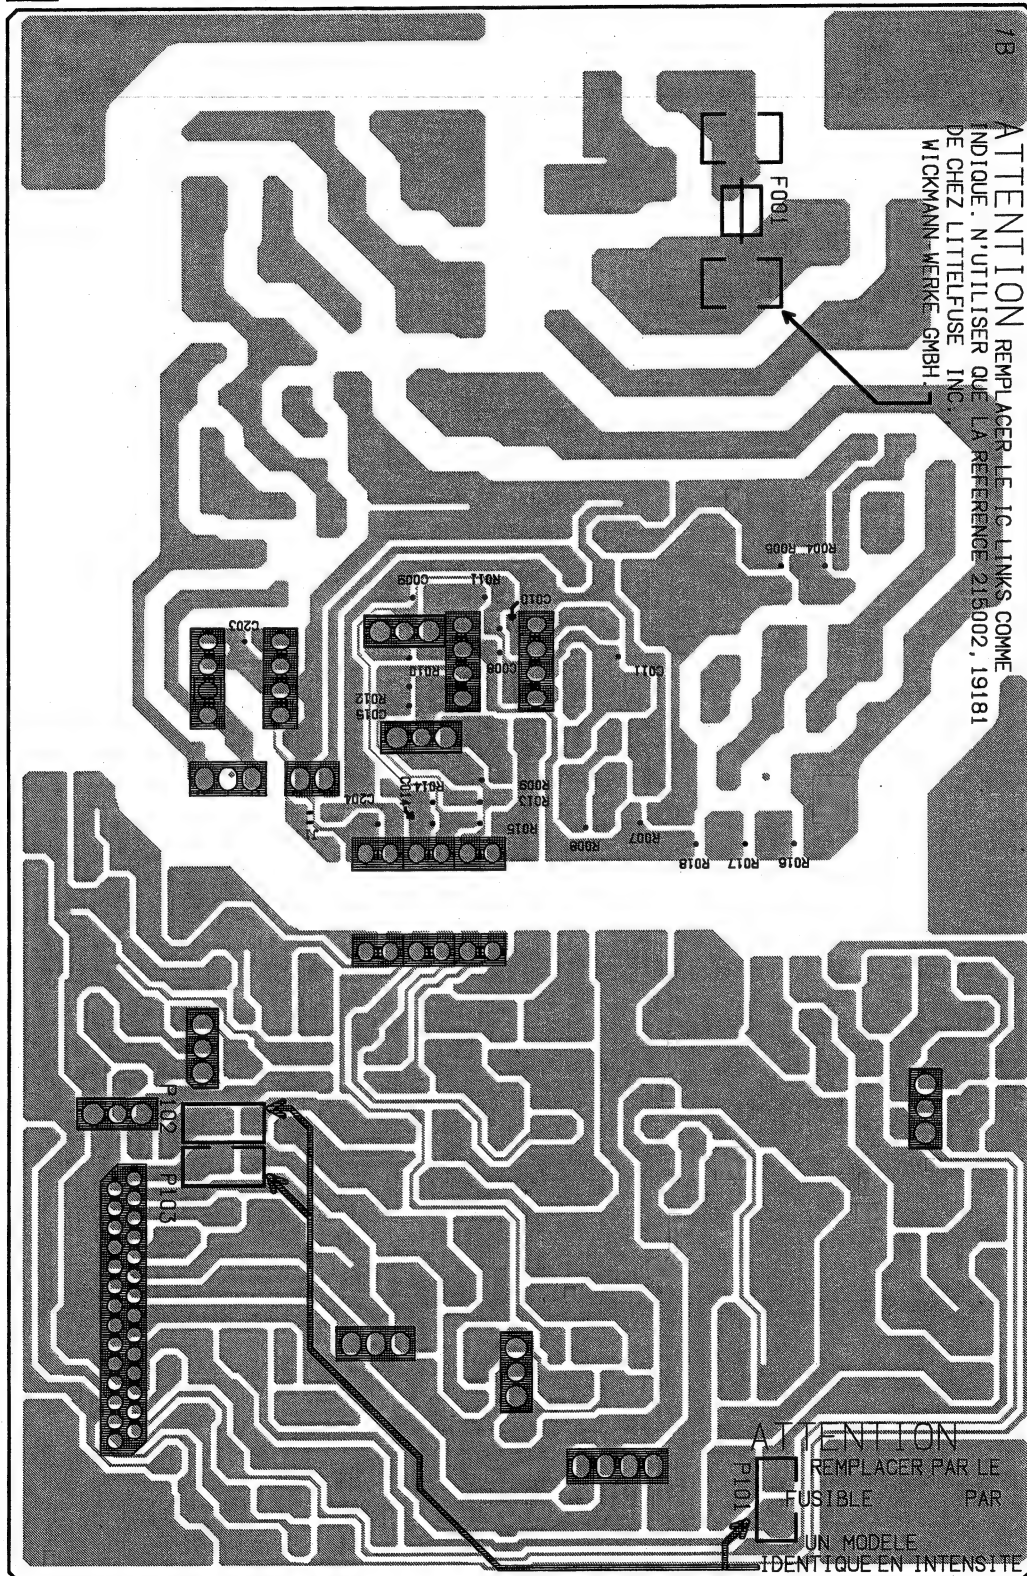 1B
ATTENTION REMPLACER LE IC LINKS COMME
INDIQUE. N'UTILISER QUE LA REFERENCE 215002, 19181
DE CHEZ LITTELFUSE INC.,
WICKMANN-WERKE GMBH.
F001
R005
R004
C009
R011
C010
C203
R010
C008
C011
R012
C015
R014
R009
C204
R013
R015
R008
R007
R018
R017
R016
P102
P103
ATTENTION
P101
REMPLACER PAR LE
FUSIBLE PAR
UN MODELE
IDENTIQUE EN INTENSITE